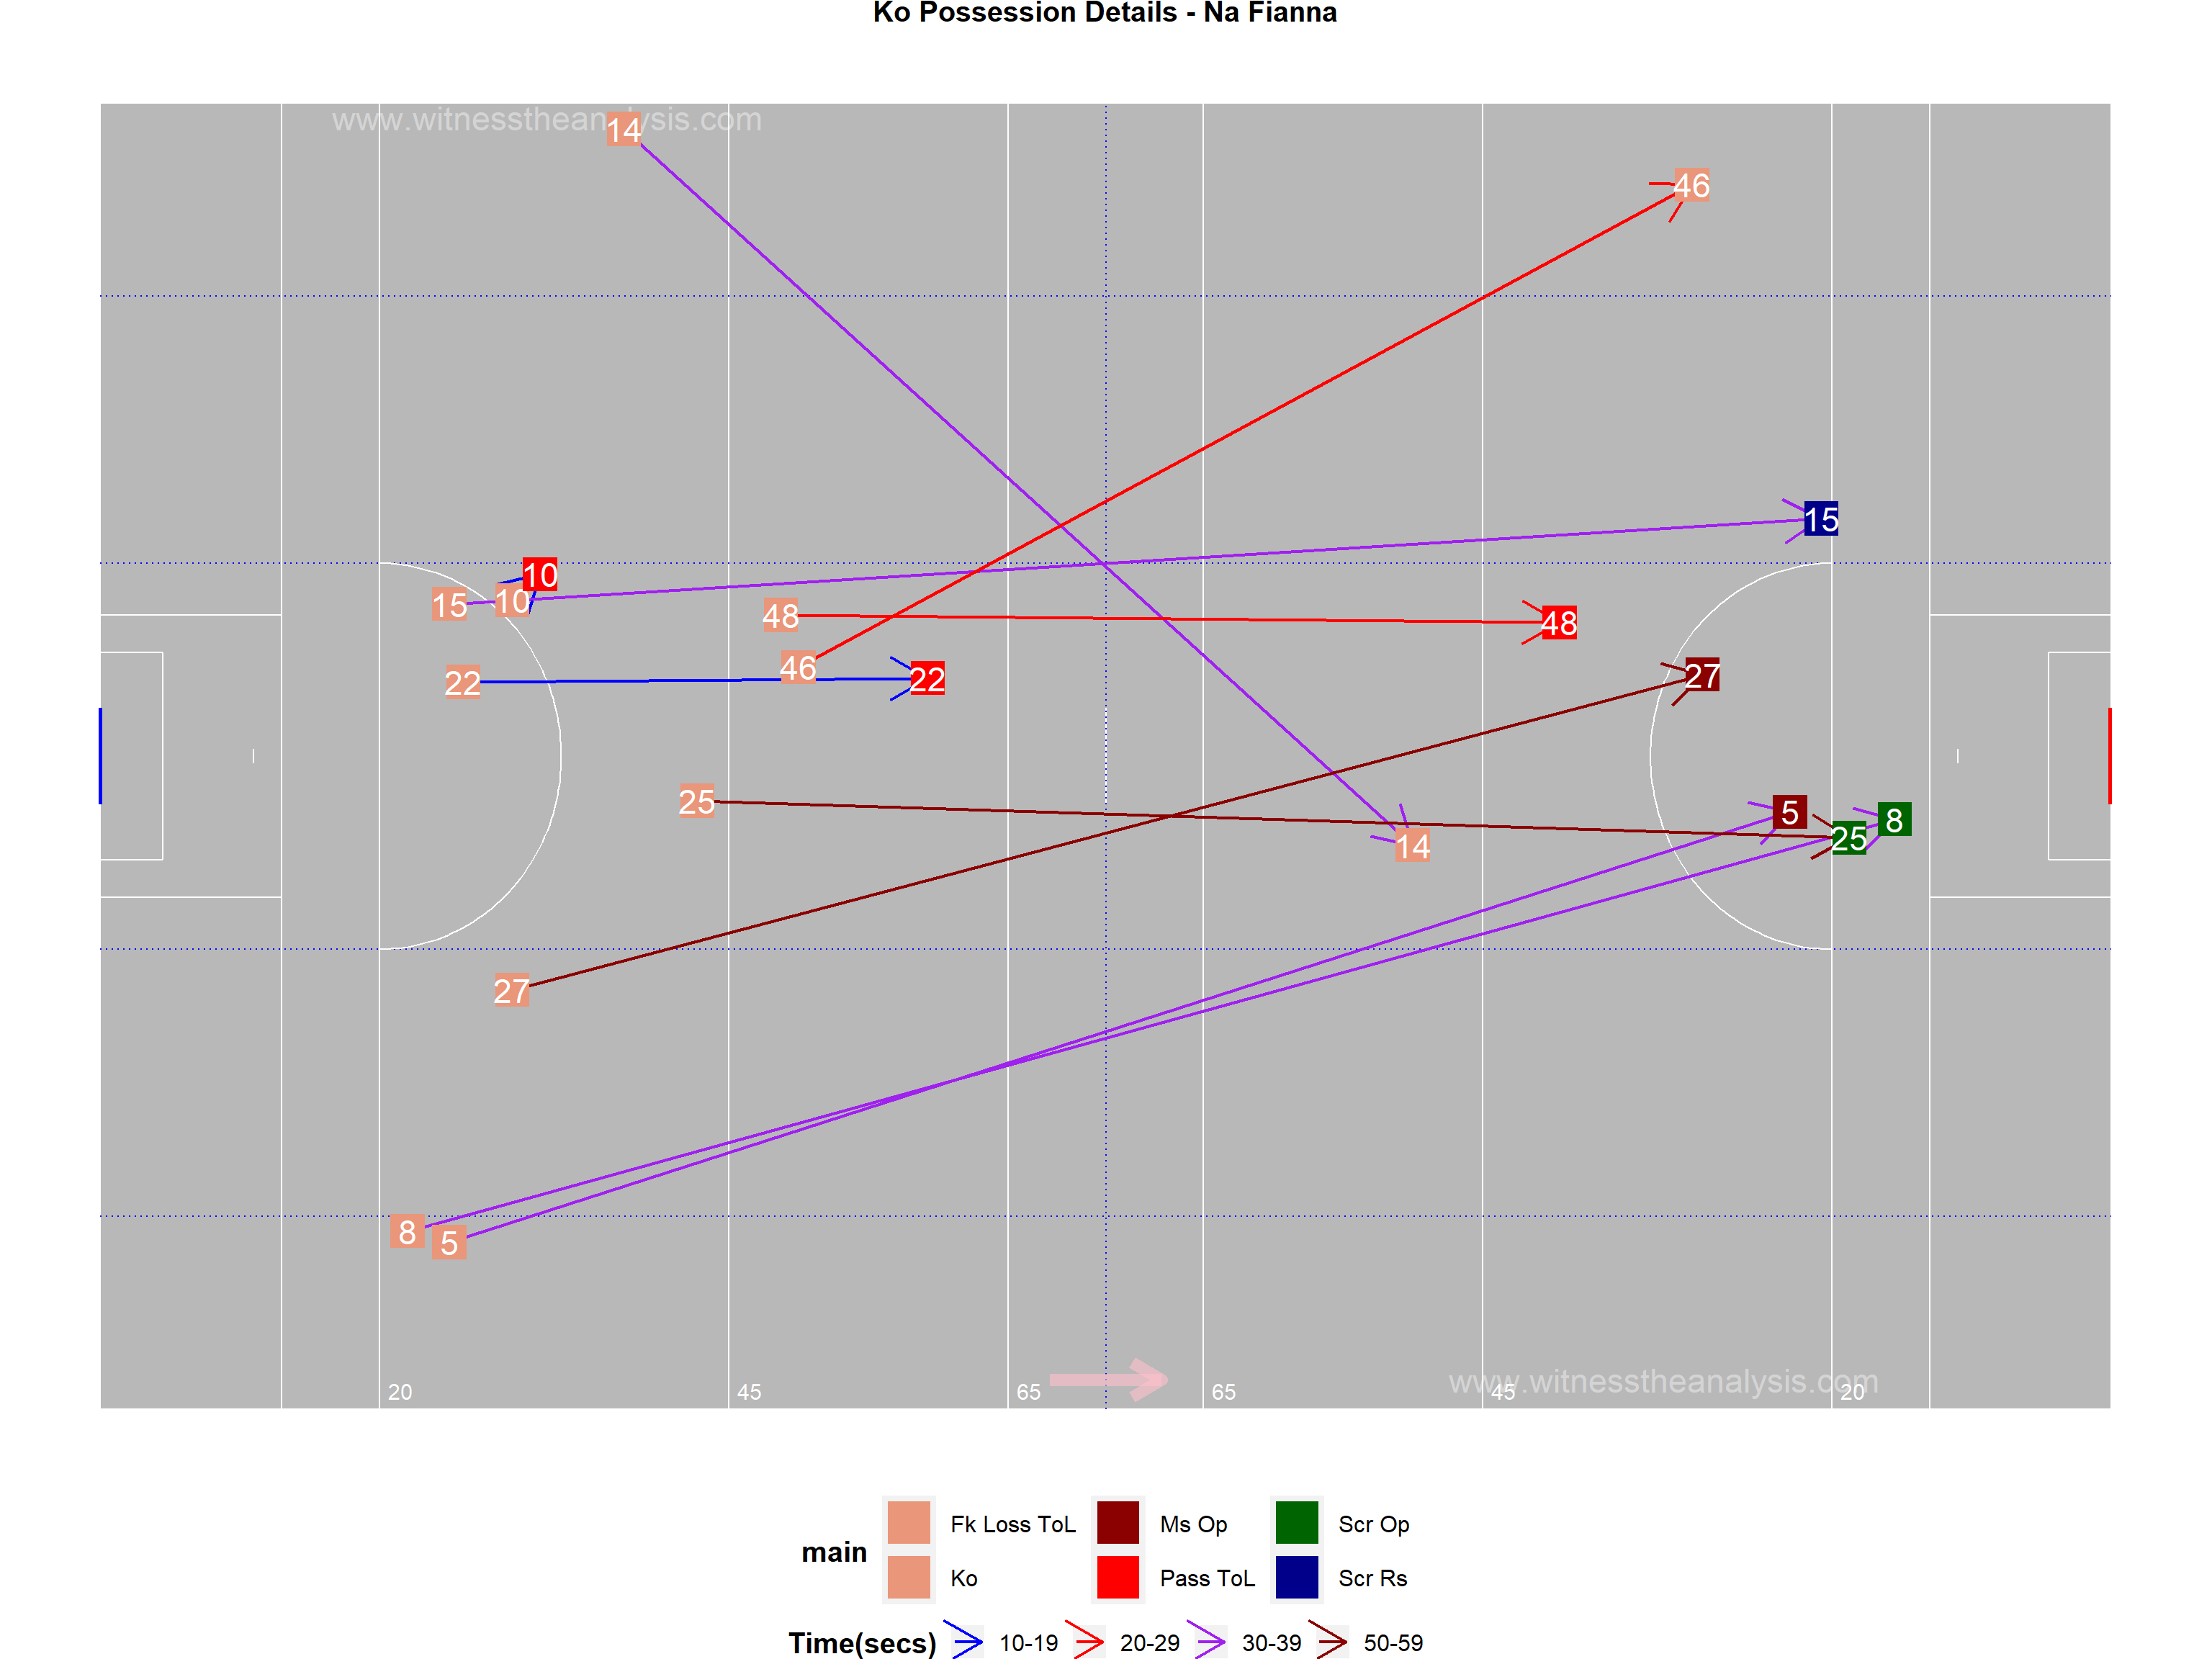 Ko Possession Details - Na Fianna
www.witnesstheanalysis.com
14
46
15
10
15 10
48 48
46
27
22 22
25
5 8
25
14
27
8 5
www.witnesstheanalysis.com
20 45 65 65 45 20
main
Fk Loss ToL Ms Op Scr Op
Ko Pass ToL Scr Rs
Time(secs) 10-19 20-29 30-39 50-59